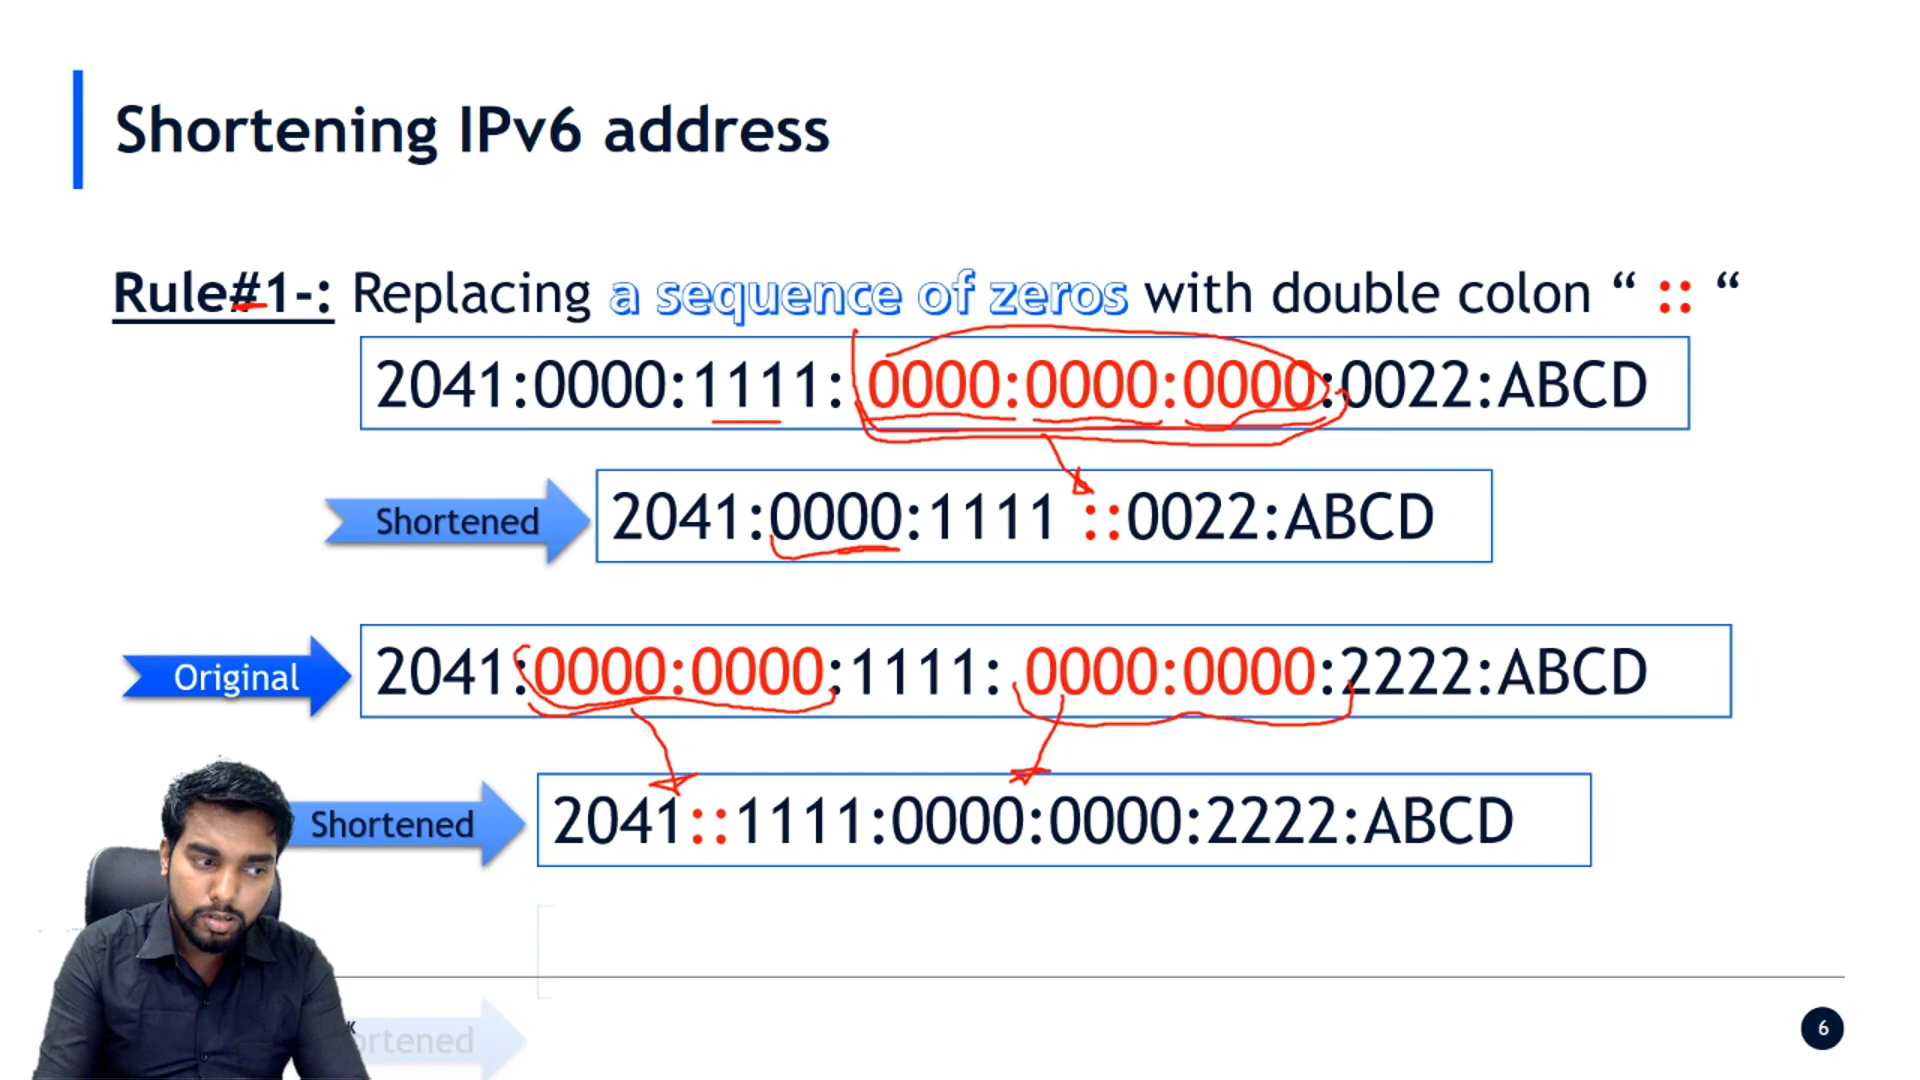 Shortening IPv6 address
Rule#1-: Replacing a sequence of zeros with double colon “ :: “
2041:0000:1111: 0000:0000:0000:0022:ABCD
Shortened
2041:0000:1111 ::0022:ABCD
Original
2041:0000:0000:1111: 0000:0000:2222:ABCD
Shortened
2041::1111:0000:0000:2222:ABCD
6